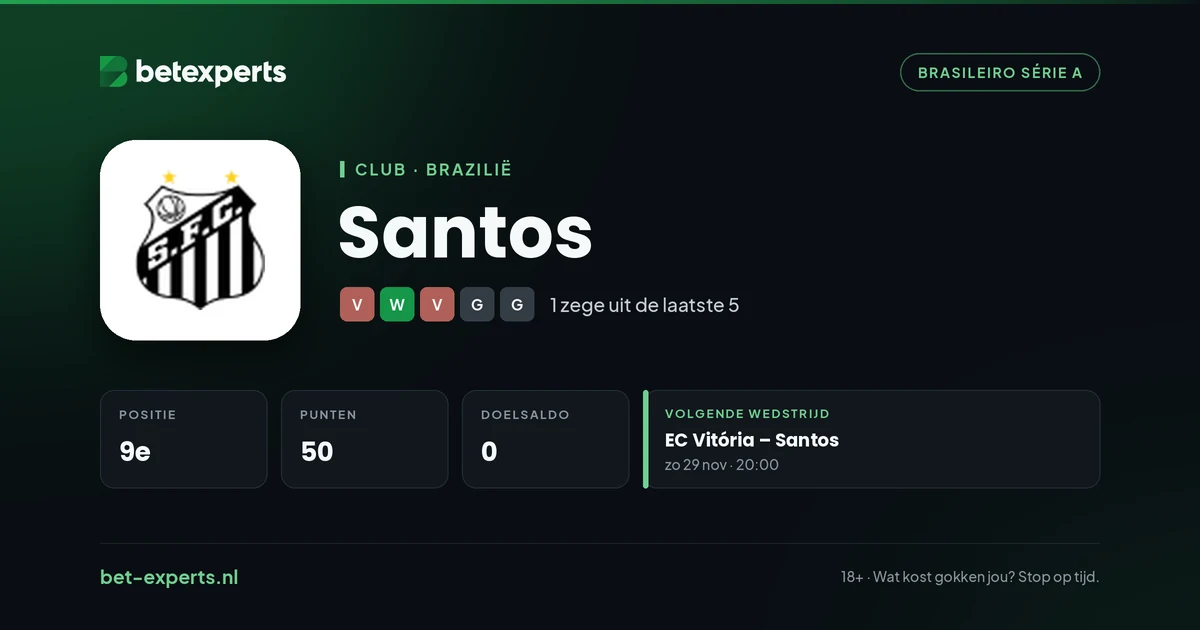 betexperts
BRASILEIRO SÉRIE A
S.F.C.
CLUB · BRAZILIË
Santos
V W V G G 1 zege uit de laatste 5
POSITIE
9e
PUNTEN
50
DOELSALDO
0
VOLGENDE WEDSTRIJD
EC Vitória – Santos
zo 29 nov · 20:00
bet-experts.nl
18+ · Wat kost gokken jou? Stop op tijd.